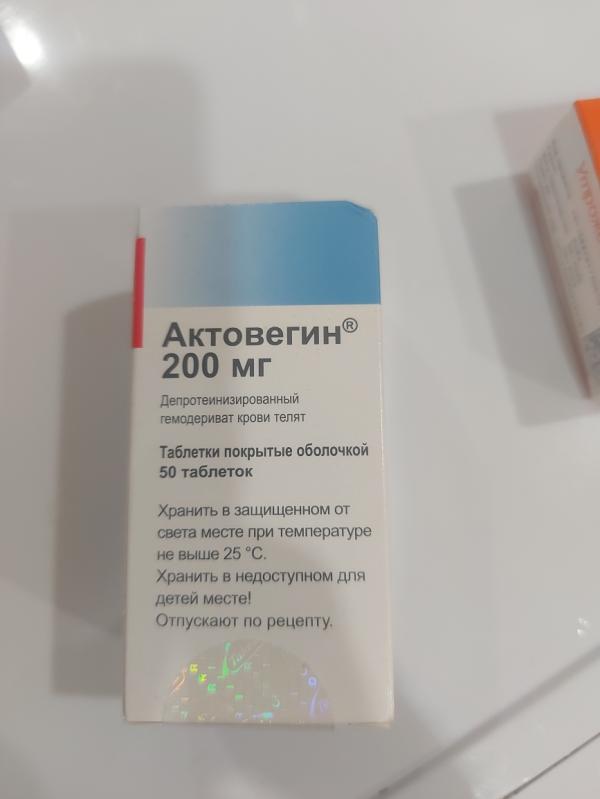 Актовегин®
200 мг
Депротеинизированный
гемодериват крови телят
Таблетки покрытые оболочкой
50 таблеток
Хранить в защищенном от
света месте при температуре
не выше 25 °C.
Хранить в недоступном для
детей месте!
Отпускают по рецепту.